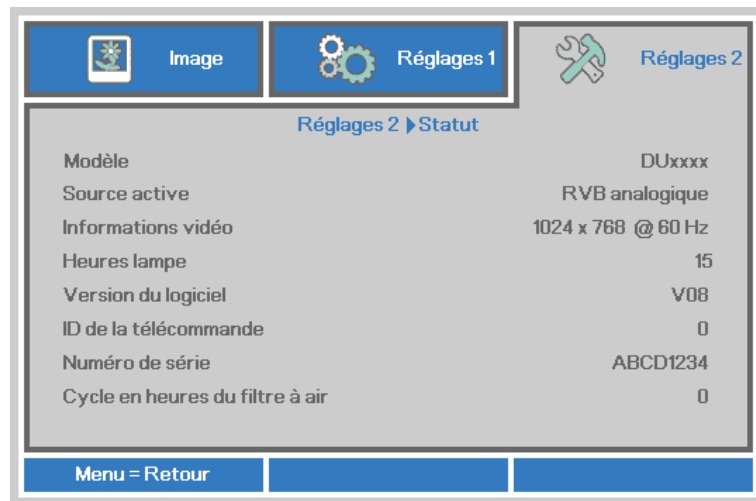 Image
Réglages 1
Réglages 2
Réglages 2 ▶ Statut
Modèle DUxxxx
Source active RVB analogique
Informations vidéo 1024 x 768 @ 60 Hz
Heures lampe 15
Version du logiciel V08
ID de la télécommande 0
Numéro de série ABCD1234
Cycle en heures du filtre à air 0
Menu = Retour